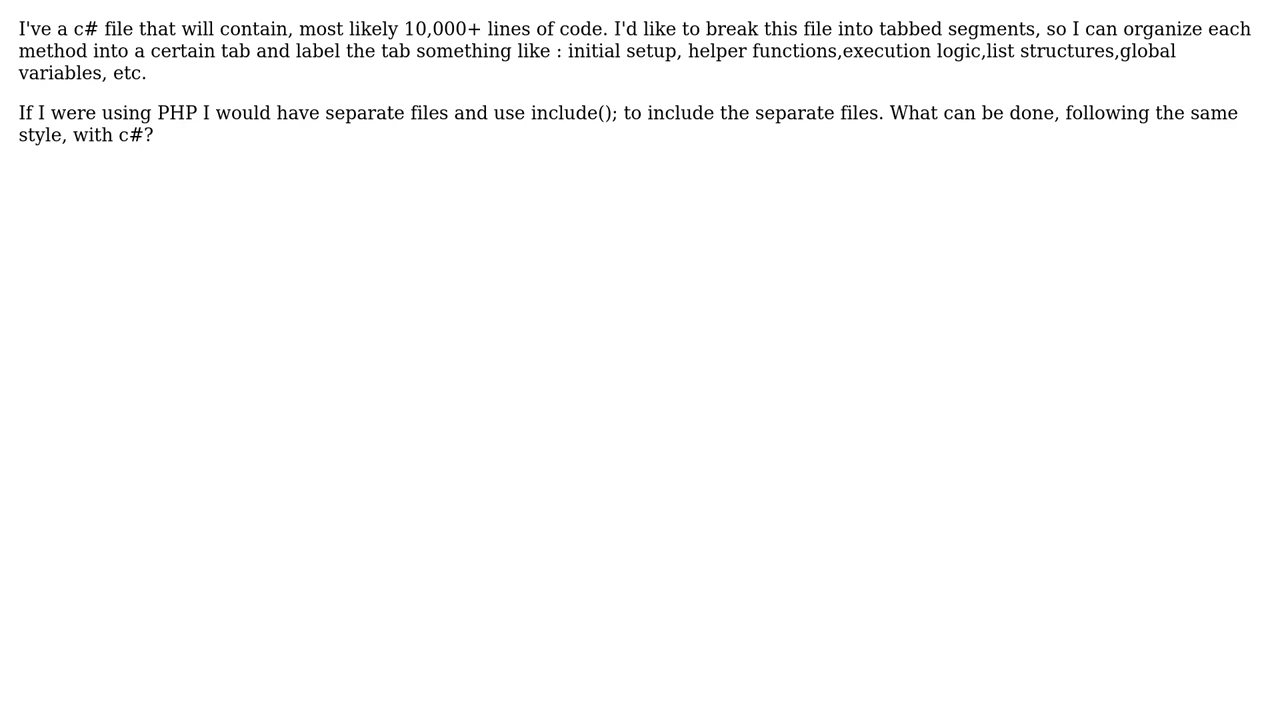 I've a c# file that will contain, most likely 10,000+ lines of code. I'd like to break this file into tabbed segments, so I can organize each
method into a certain tab and label the tab something like : initial setup, helper functions,execution logic,list structures,global
variables, etc.
If I were using PHP I would have separate files and use include(); to include the separate files. What can be done, following the same
style, with c#?